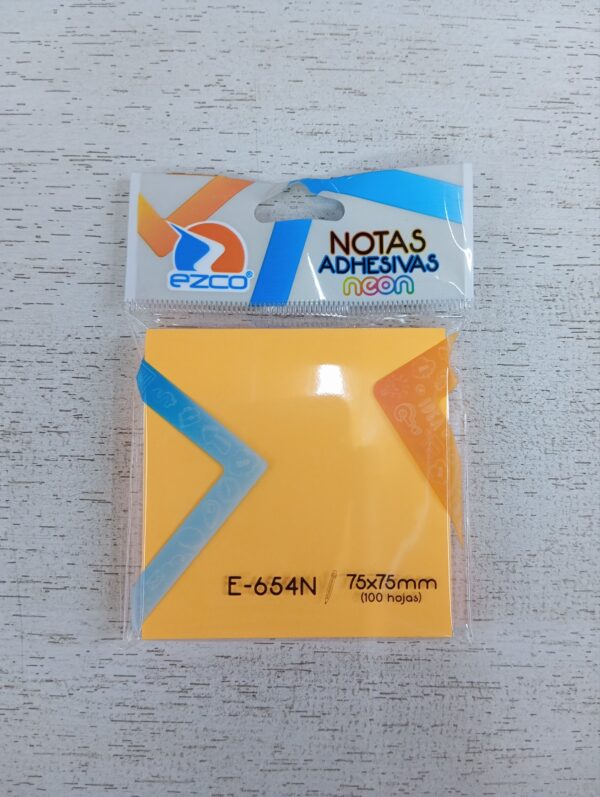 ezco®
NOTAS
ADHESIVAS
neon
E-654N
75x75mm
(100 hojas)